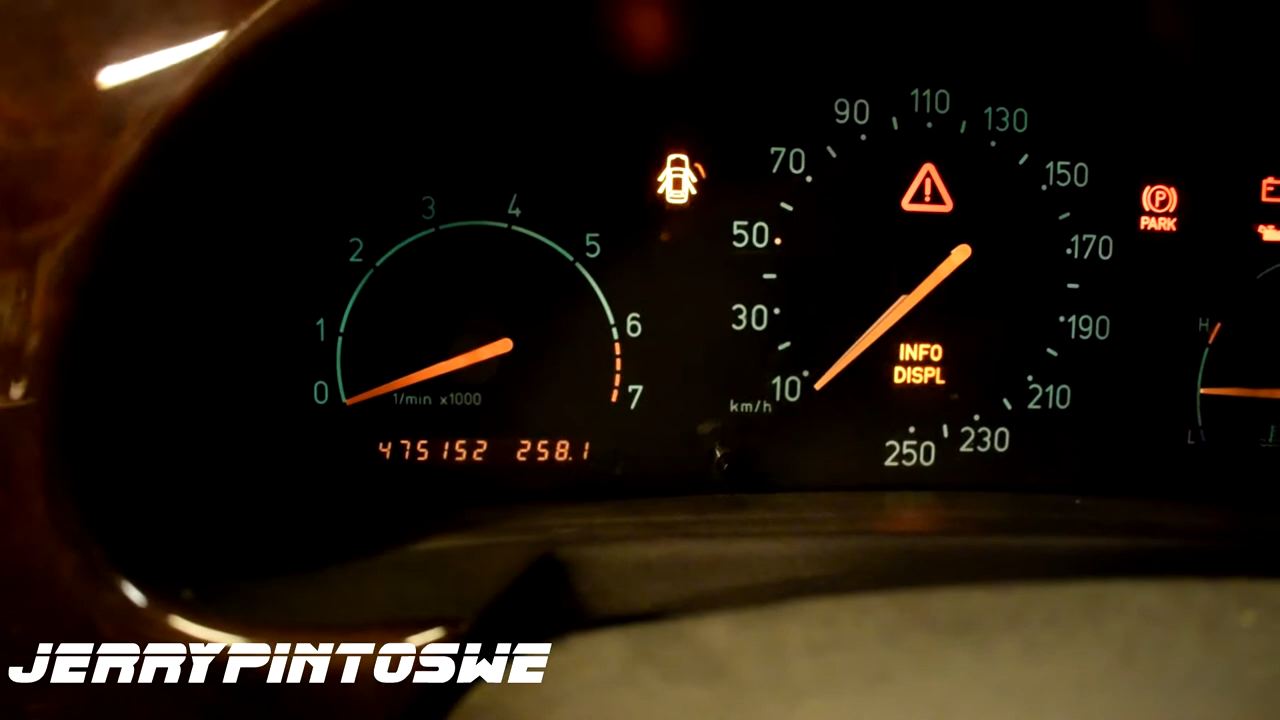 90 110 130
70 150
50 170
30 190
10 210
km/h
250 230
INFO
DISPL
P
PARK
0 1 2 3 4 5 6 7
1/min x1000
475152 258.1
H
L
JERRYPINTOSWE